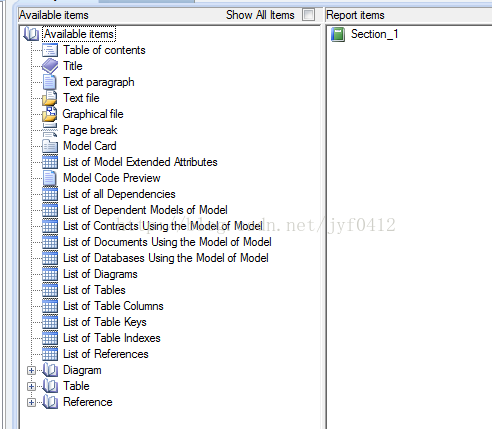 Available items
Show All Items
Report items
Available items
Section_1
Table of contents
Title
Text paragraph
Text file
Graphical file
Page break
Model Card
List of Model Extended Attributes
Model Code Preview
List of all Dependencies
List of Dependent Models of Model
List of Contracts Using the Model of Model
List of Documents Using the Model of Model
List of Databases Using the Model of Model
List of Diagrams
List of Tables
List of Table Columns
List of Table Keys
List of Table Indexes
List of References
Diagram
Table
Reference